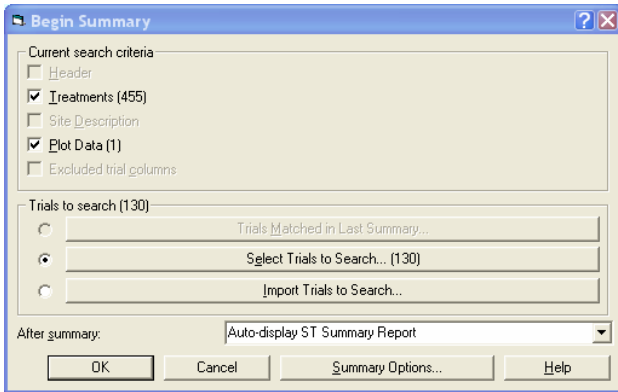 Begin Summary
Current search criteria
Header
Treatments (455)
Site Description
Plot Data (1)
Excluded trial columns
Trials to search (130)
Trials Matched in Last Summary...
Select Trials to Search... (130)
Import Trials to Search...
After summary: Auto-display ST Summary Report
OK Cancel Summary Options... Help